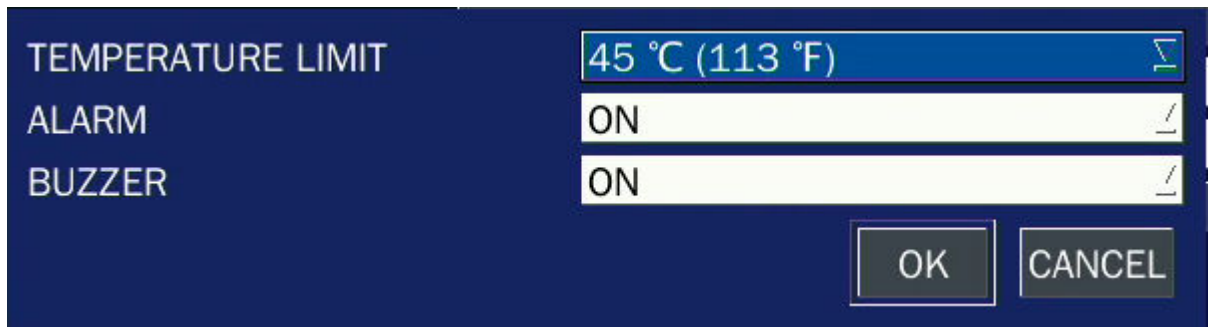 TEMPERATURE LIMIT 45 ℃ (113 ℉)
ALARM ON
BUZZER ON
OK CANCEL